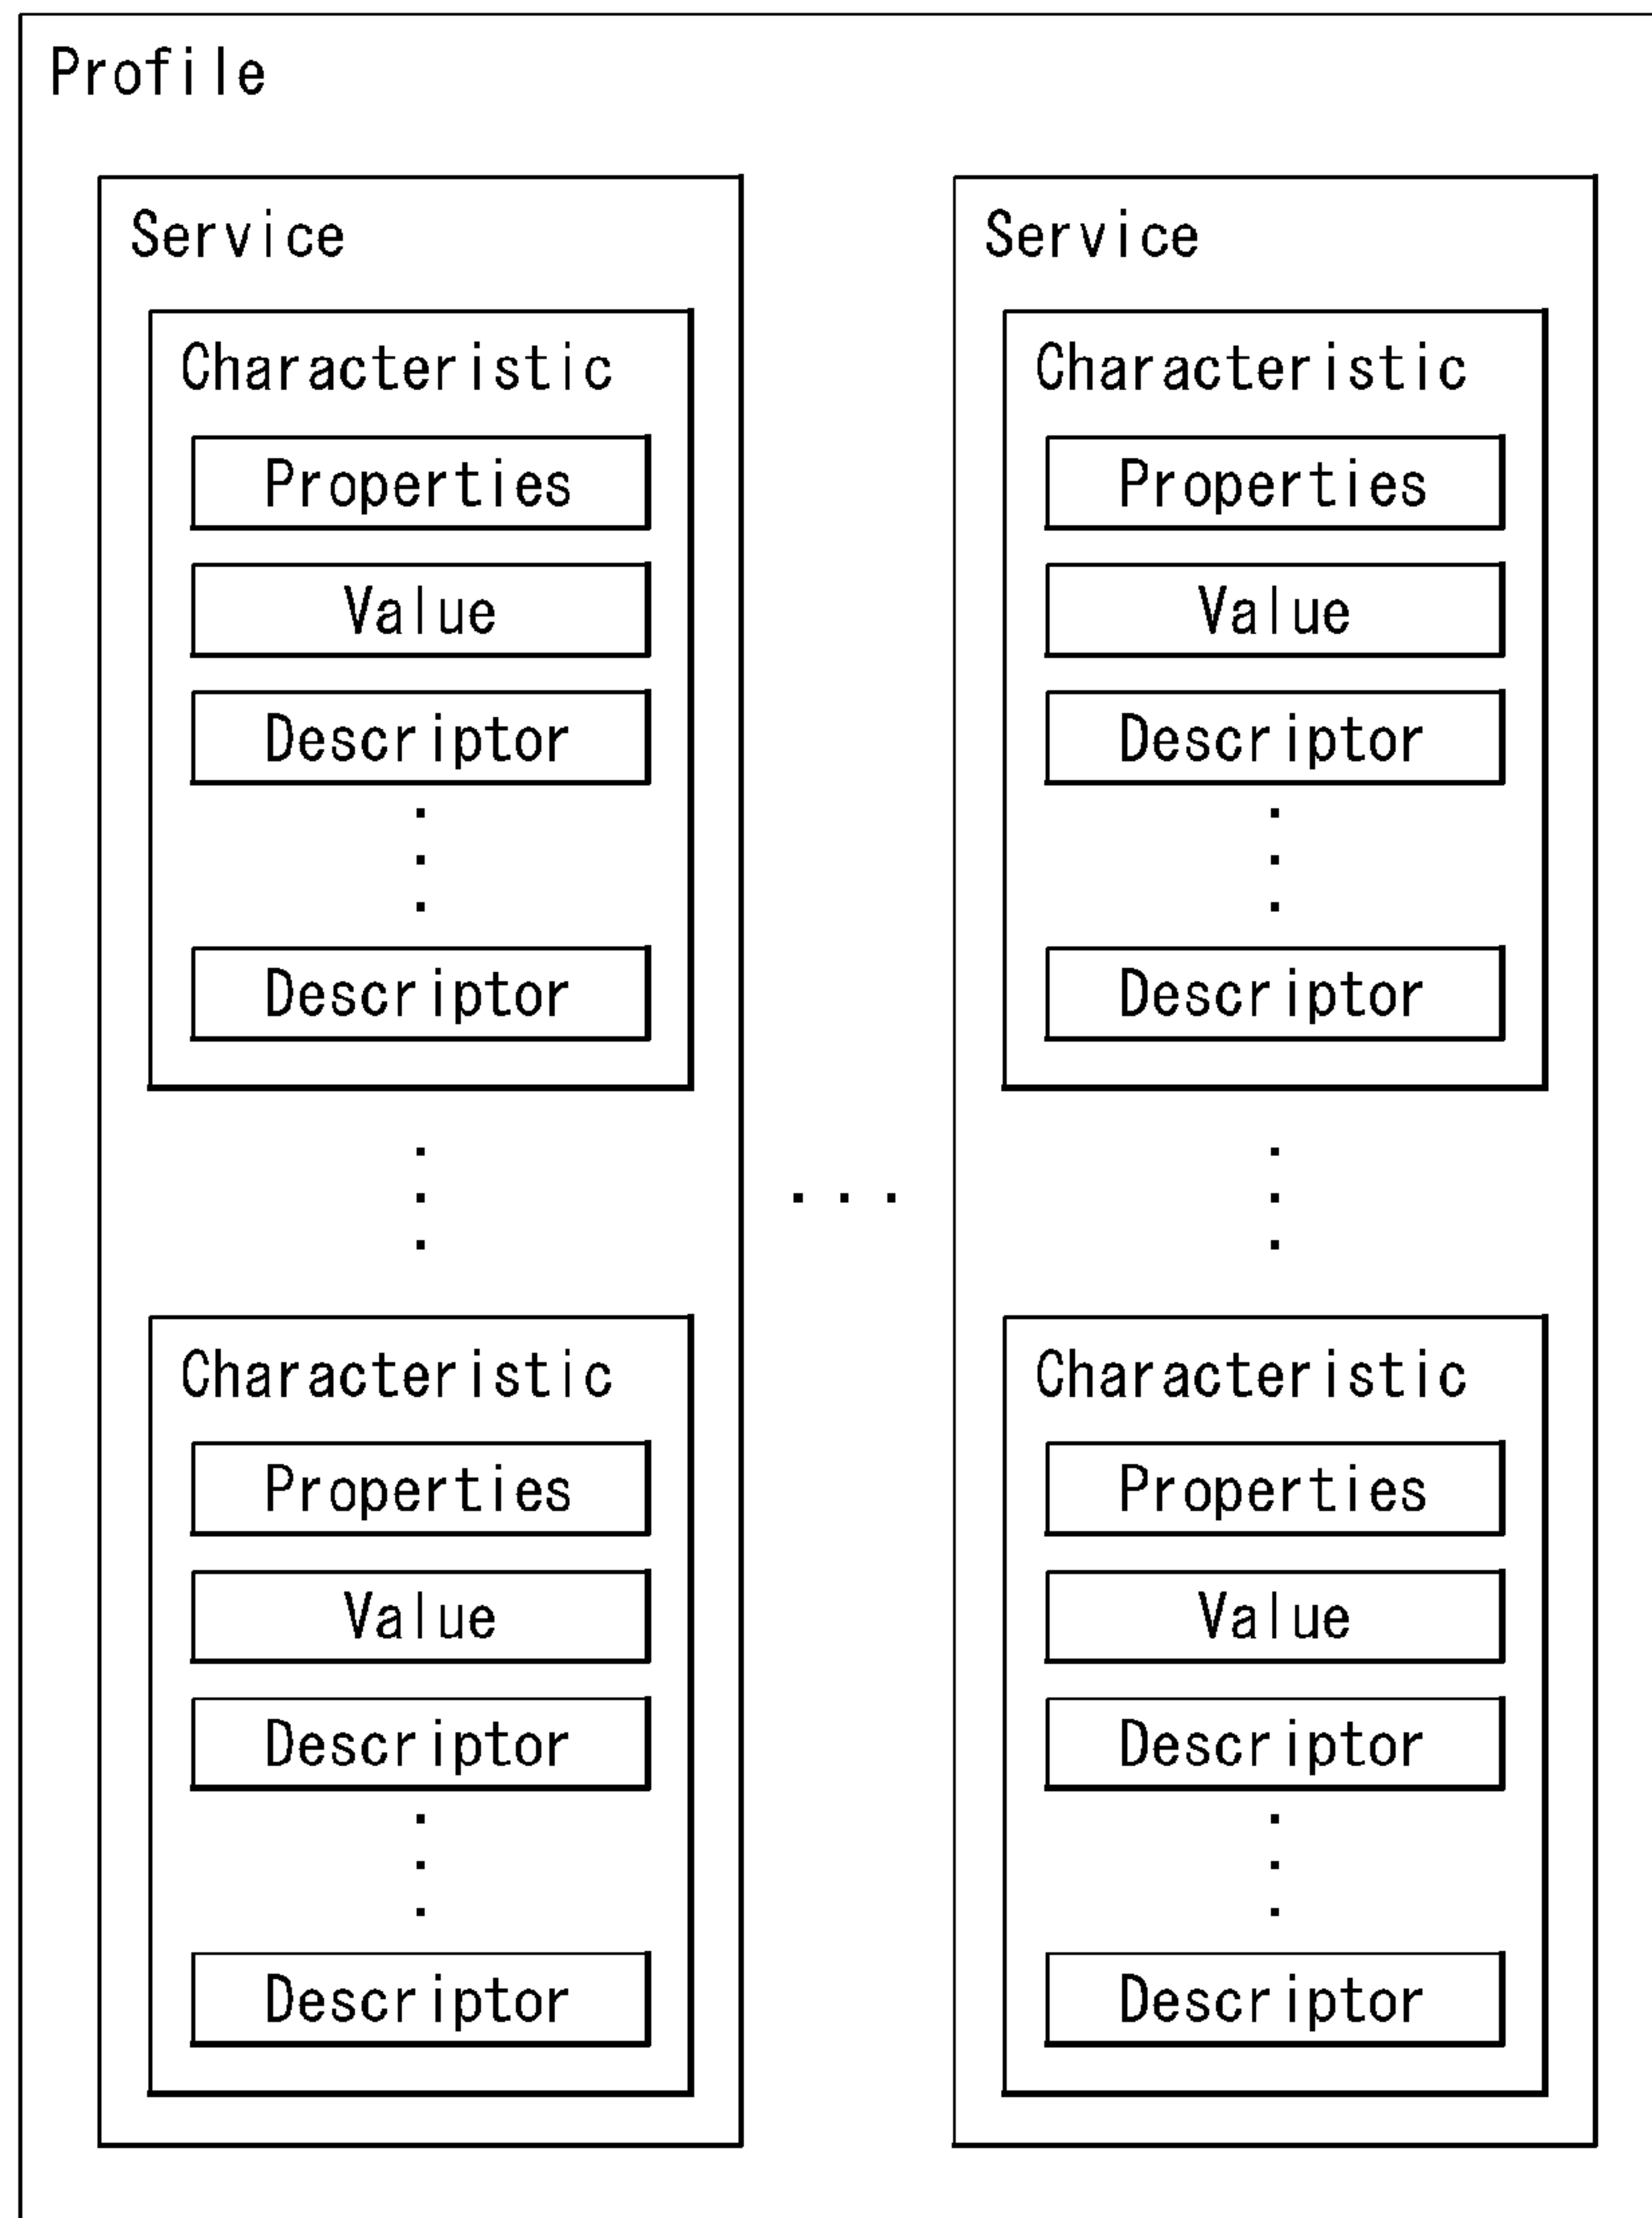 Profile
Service
Characteristic
Properties
Value
Descriptor
.
.
.
Descriptor
.
.
.
Characteristic
Properties
Value
Descriptor
.
.
.
Descriptor
...
Service
Characteristic
Properties
Value
Descriptor
.
.
.
Descriptor
.
.
.
Characteristic
Properties
Value
Descriptor
.
.
.
Descriptor